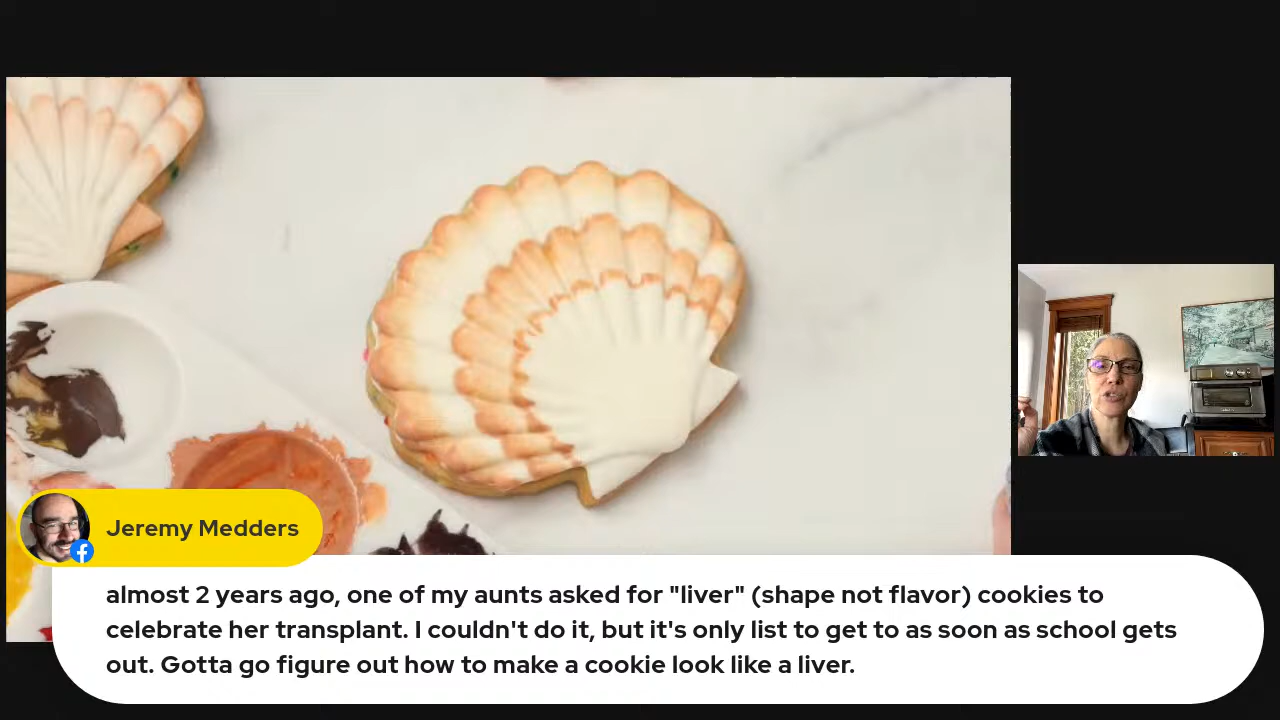 Jeremy Medders
almost 2 years ago, one of my aunts asked for "liver" (shape not flavor) cookies to
celebrate her transplant. I couldn't do it, but it's only list to get to as soon as school gets
out. Gotta go figure out how to make a cookie look like a liver.